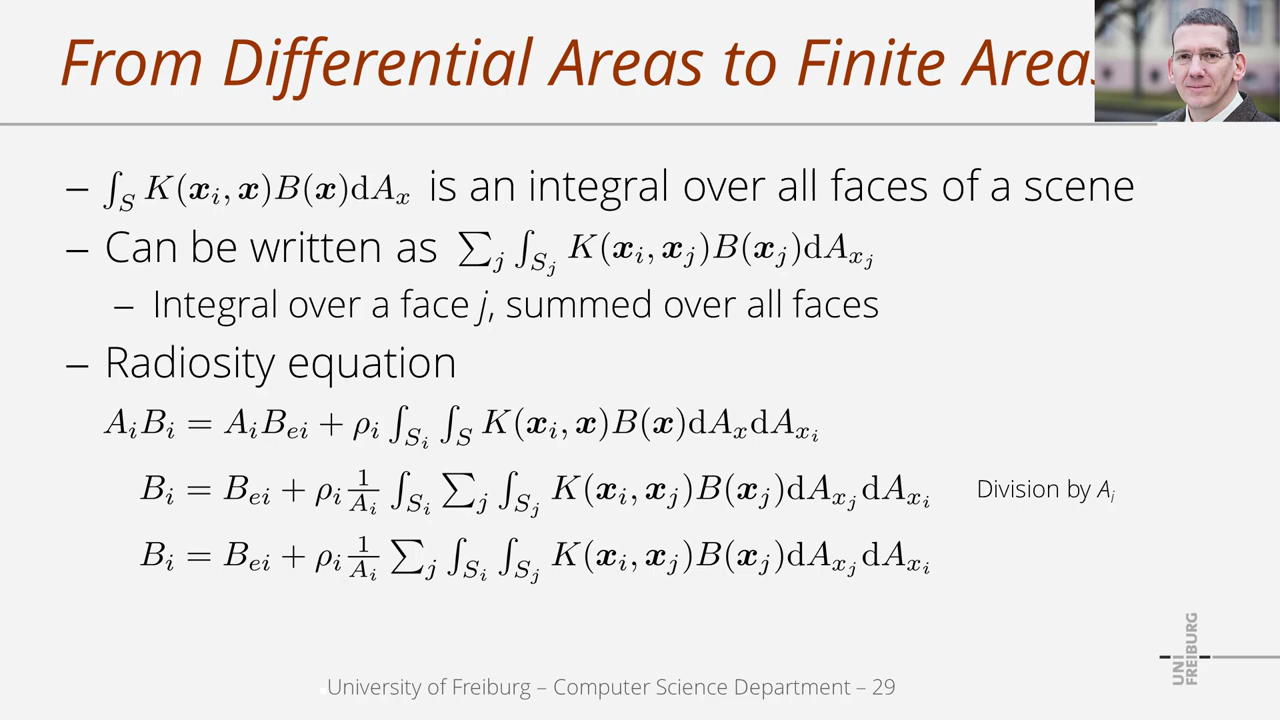 From Differential Areas to Finite Areas
– ∫_S K(x_i, x)B(x)dA_x is an integral over all faces of a scene
– Can be written as ∑_j ∫_{S_j} K(x_i, x_j)B(x_j)dA_{x_j}
– Integral over a face j, summed over all faces
– Radiosity equation
A_i B_i = A_i B_{ei} + ρ_i ∫_{S_i} ∫_S K(x_i, x)B(x)dA_x dA_{x_i}
B_i = B_{ei} + ρ_i \frac{1}{A_i} ∫_{S_i} ∑_j ∫_{S_j} K(x_i, x_j)B(x_j)dA_{x_j} dA_{x_i} Division by A_i
B_i = B_{ei} + ρ_i \frac{1}{A_i} ∑_j ∫_{S_i} ∫_{S_j} K(x_i, x_j)B(x_j)dA_{x_j} dA_{x_i}
UNI
FREIBURG
University of Freiburg – Computer Science Department – 29